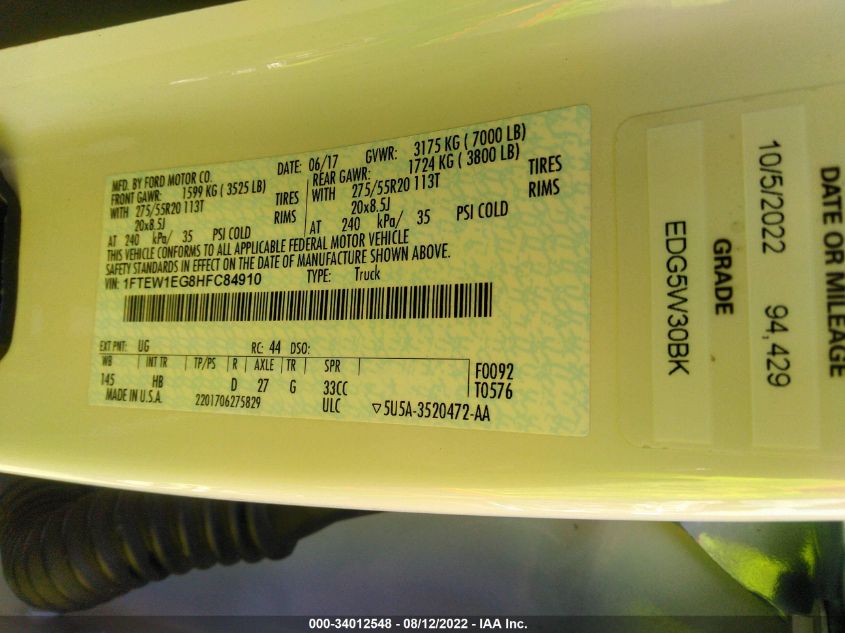 MFD. BY FORD MOTOR CO.
DATE: 06/17 GVWR: 3175 KG ( 7000 LB)
FRONT GAWR: 1599 KG ( 3525 LB)
WITH 275/55R20 113T TIRES
20x8.5J RIMS
AT 240 kPa/ 35 PSI COLD
REAR GAWR: 1724 KG ( 3800 LB)
WITH 275/55R20 113T TIRES
20x8.5J RIMS
AT 240 kPa/ 35 PSI COLD
THIS VEHICLE CONFORMS TO ALL APPLICABLE FEDERAL MOTOR VEHICLE
SAFETY STANDARDS IN EFFECT ON THE DATE OF MANUFACTURE SHOWN ABOVE.
VIN: 1FTEW1EG8HFC84910 TYPE: Truck
EXT PNT: UG RC: 44 DSO:
WB INT TR TP/PS R AXLE TR SPR
145 HB D 27 G 33CC
F0092
T0576
MADE IN U.S.A. 2201706275829 ULC ▽5U5A-3520472-AA
DATE OR MILEAGE
10/5/2022 94,429
GRADE
EDG5W30BK
000-34012548 - 08/12/2022 - IAA Inc.